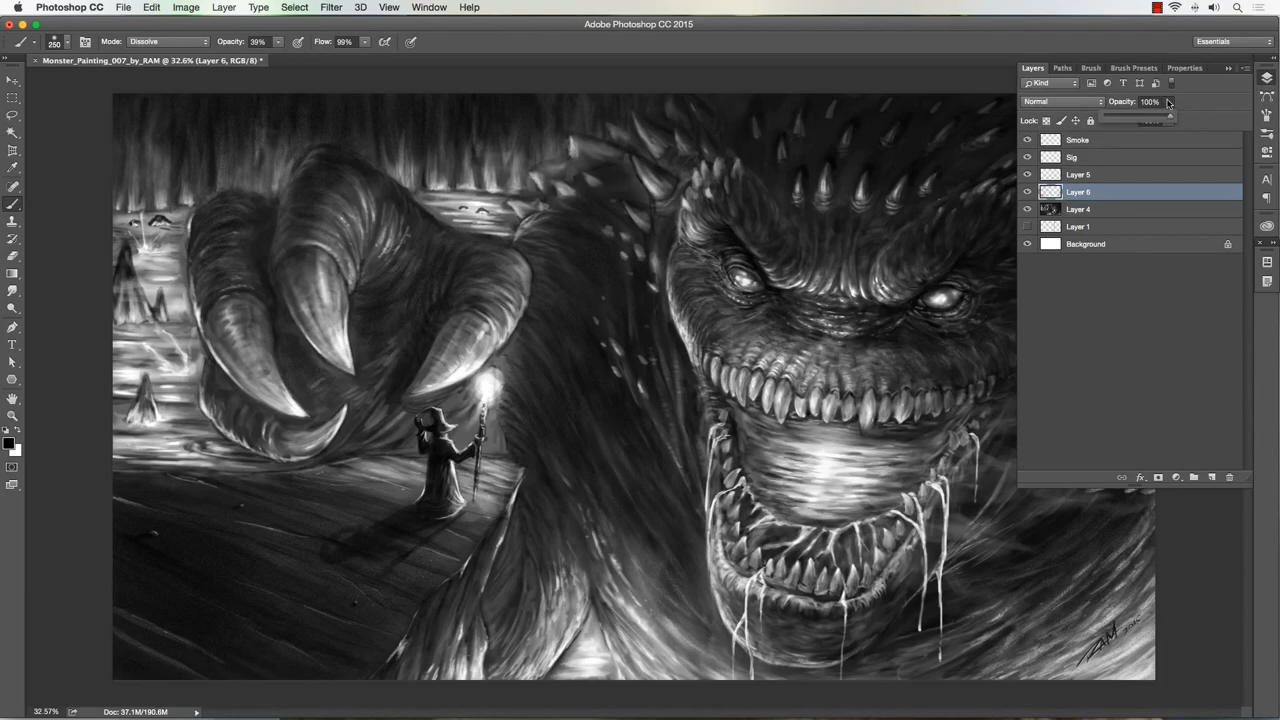 Photoshop CC File Edit Image Layer Type Select Filter 3D View Window Help
Adobe Photoshop CC 2015
250 Mode: Dissolve Opacity: 39% Flow: 99% Essentials
Monster_Painting_007_by_RAM @ 32.6% (Layer 6, RGB/8) *
Layers Paths Brush Brush Presets Properties
Kind
Normal Opacity: 100%
Lock:
Smoke
Sig
Layer 5
Layer 6
Layer 4
Layer 1
Background
RAM
32.57% Doc: 37.1M/190.6M